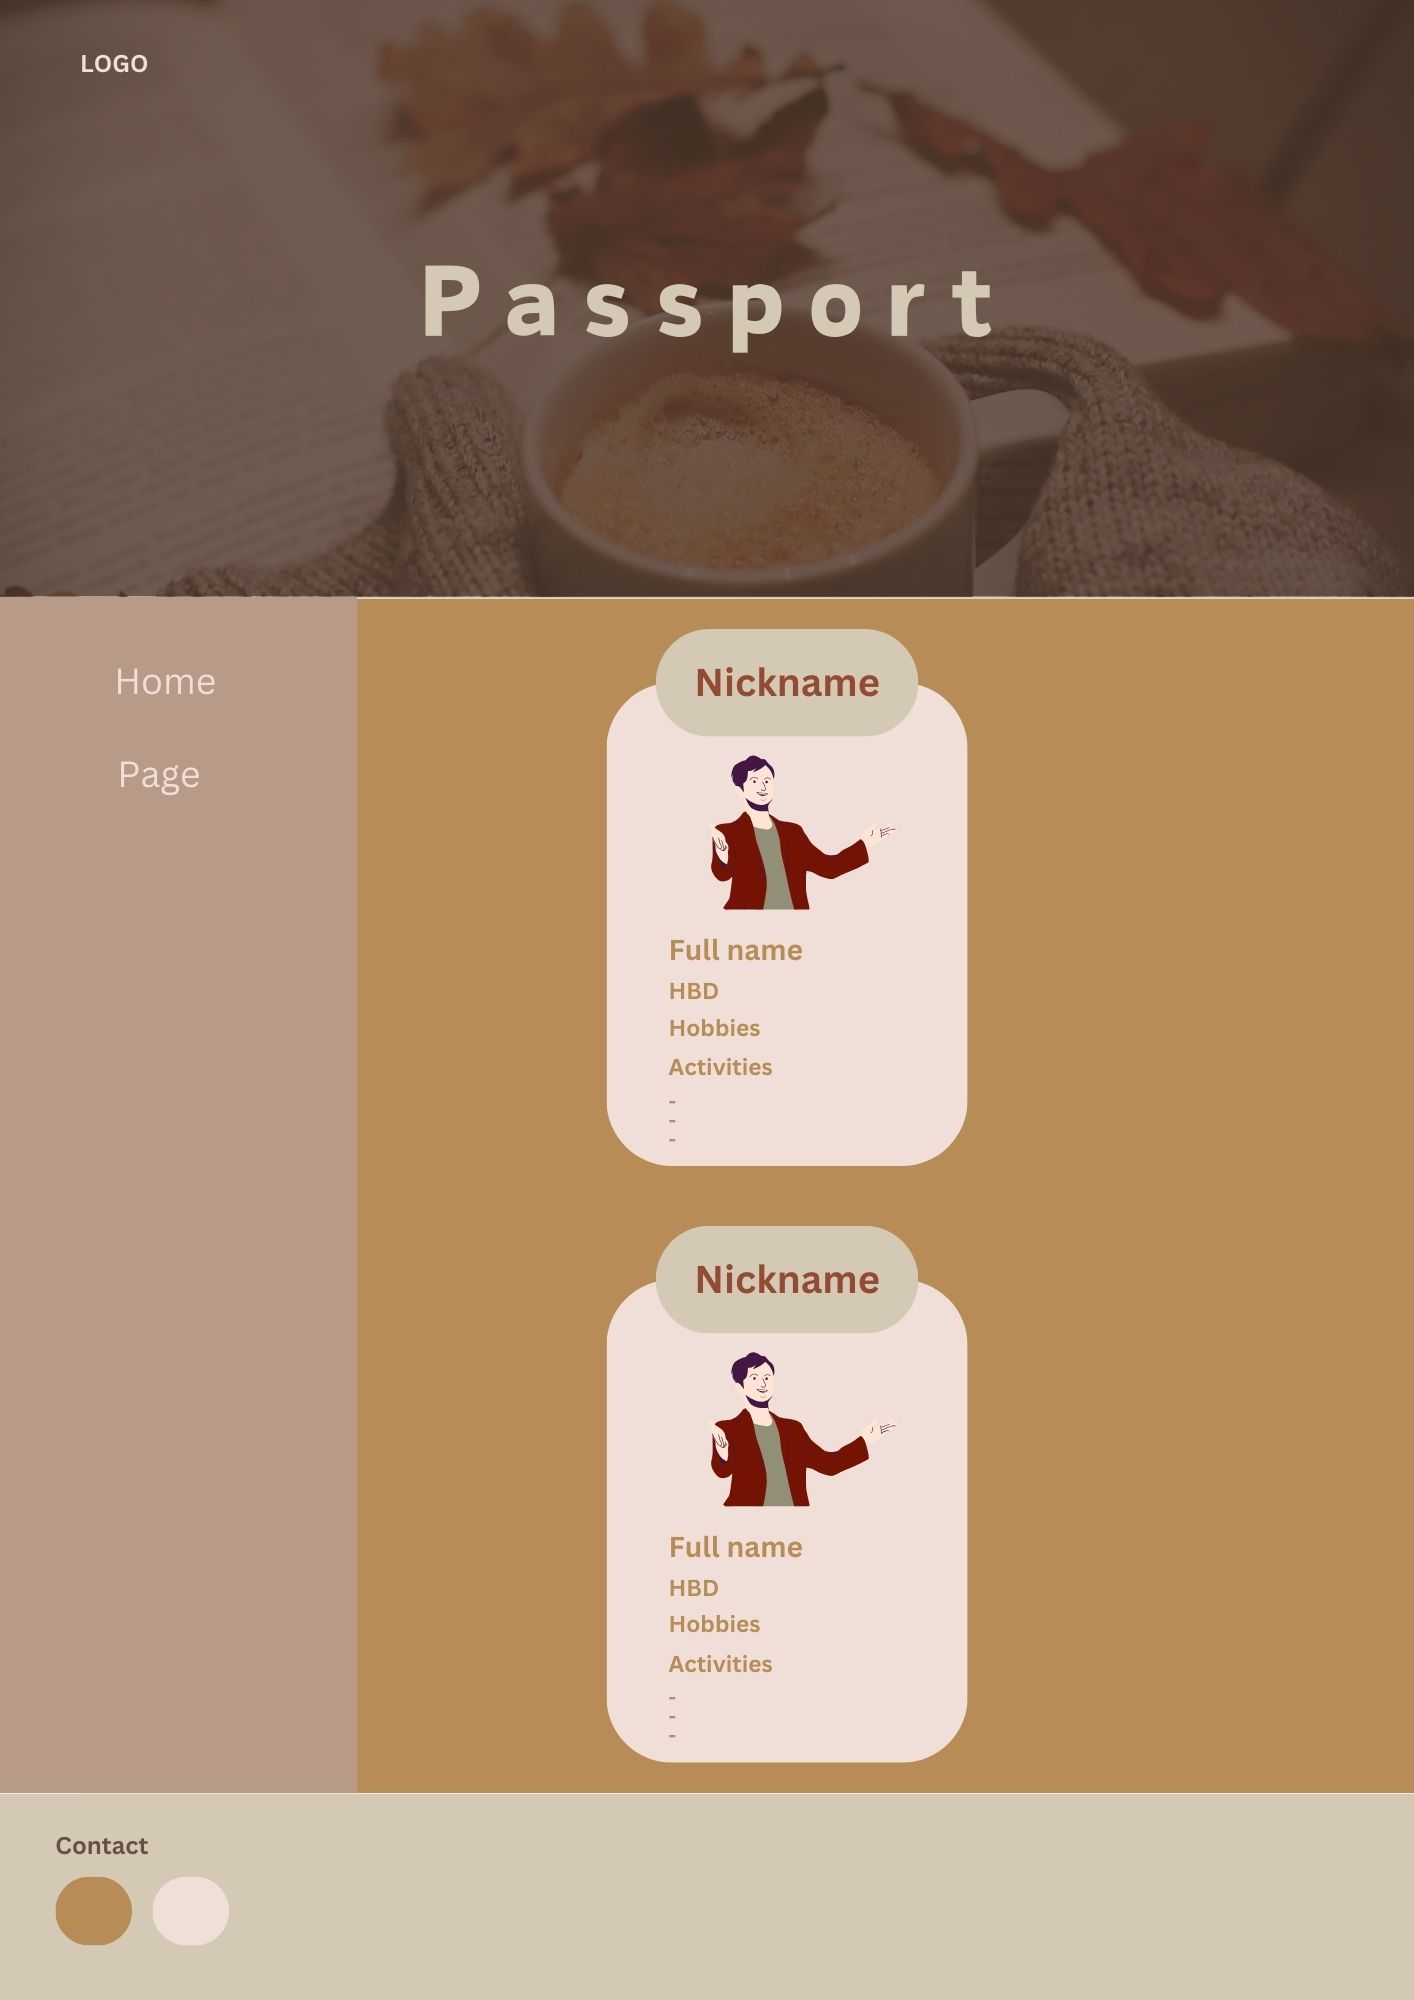 LOGO
Passport
Home
Page
Nickname
Full name
HBD
Hobbies
Activities
-
-
-
Nickname
Full name
HBD
Hobbies
Activities
-
-
-
Contact